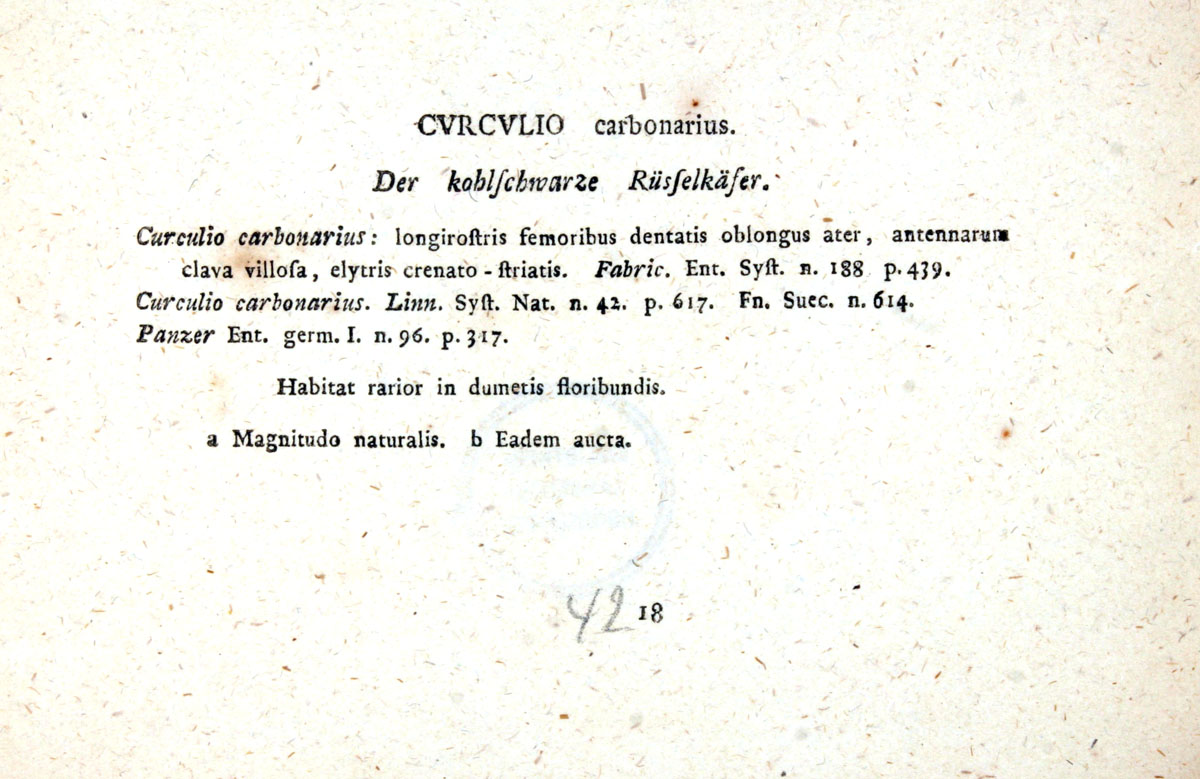 CVRCVLIO carbonarius.
Der kohlſchwarze Rüsſelkäfer.
Curculio carbonarius: longiroſtris femoribus dentatis oblongus ater, antennarum
clava villoſa, elytris crenato-ſtriatis. Fabric. Ent. Syſt. n. 188 p. 439.
Curculio carbonarius. Linn. Syſt. Nat. n. 42. p. 617. Fn. Suec. n. 614.
Panzer Ent. germ. I. n. 96. p. 317.
Habitat rarior in dumetis floribundis.
a Magnitudo naturalis. b Eadem aucta.
42 18